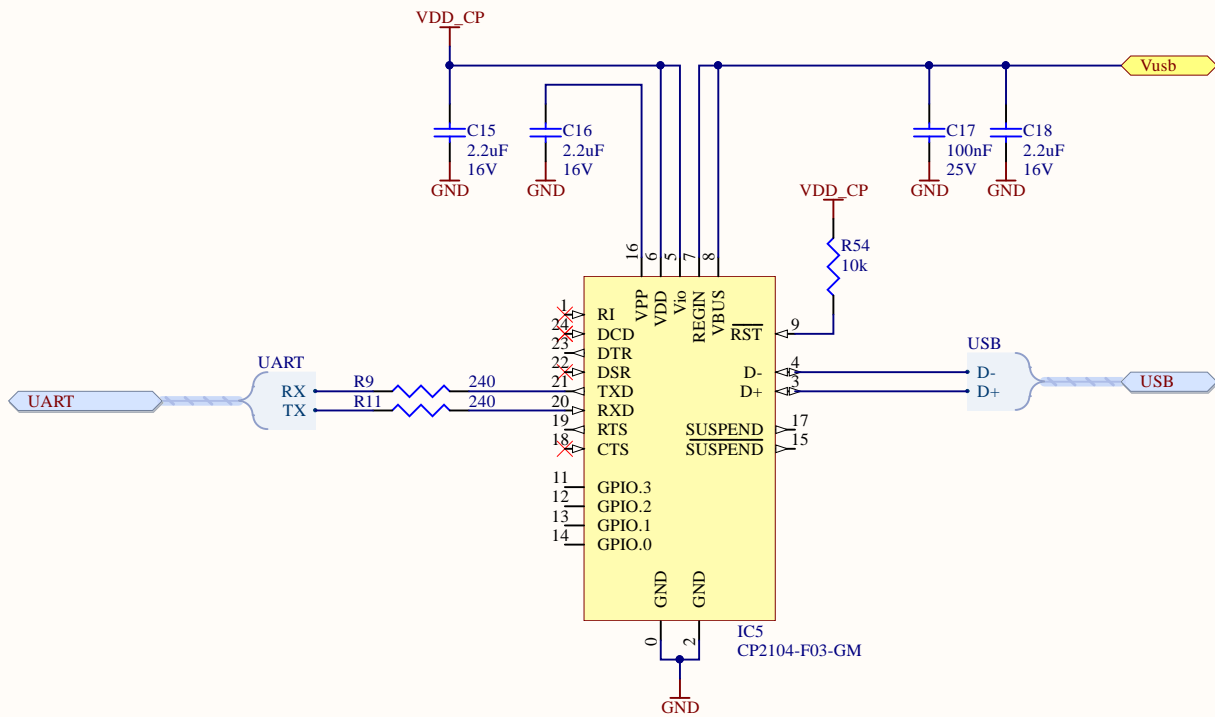 VDD_CP
Vusb
C15
2.2uF
16V
GND
C16
2.2uF
16V
GND
C17
100nF
25V
GND
C18
2.2uF
16V
GND
VDD_CP
R54
10k
16
6
5
7
8
VPP
VDD
Vio
REGIN
VBUS
1
RI
24
DCD
23
DTR
22
DSR
21
TXD
20
RXD
19
RTS
18
CTS
11
GPIO.3
12
GPIO.2
13
GPIO.1
14
GPIO.0
RST
9
D-
4
D+
3
SUSPEND
17
SUSPEND
15
UART
UART
RX
TX
R9
240
R11
240
USB
D-
D+
USB
GND
GND
0
2
IC5
CP2104-F03-GM
GND